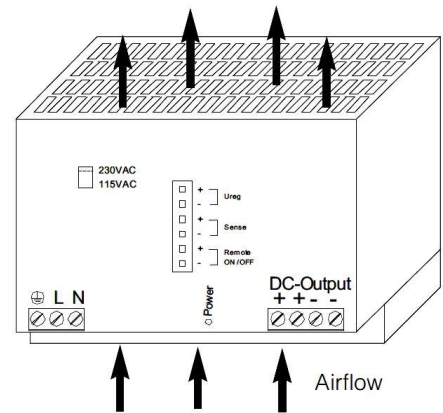 230VAC
115VAC
+
- Ureg
+
- Sense
+ Remote
- ON/OFF
Power
DC-Output
+ + - -
⏚ L N
Airflow